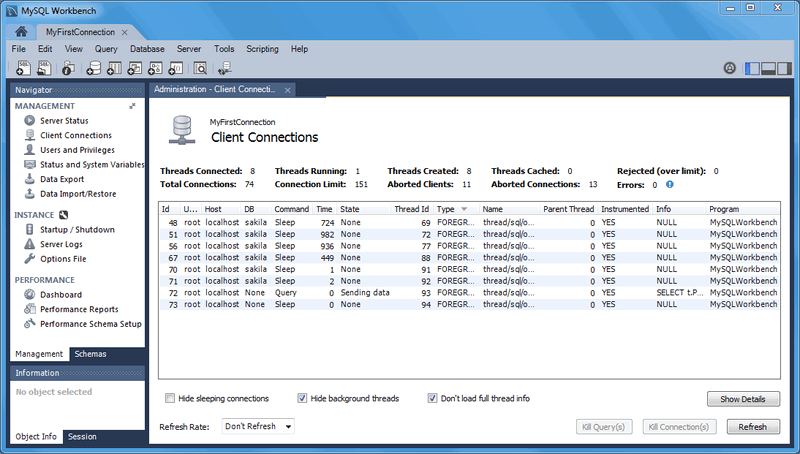 MySQL Workbench
MyFirstConnection
File Edit View Query Database Server Tools Scripting Help
Navigator
MANAGEMENT
Server Status
Client Connections
Users and Privileges
Status and System Variables
Data Export
Data Import/Restore
INSTANCE
Startup / Shutdown
Server Logs
Options File
PERFORMANCE
Dashboard
Performance Reports
Performance Schema Setup
Management Schemas
Information
No object selected
Object Info Session
Administration - Client Connecti...
MyFirstConnection
Client Connections
Threads Connected: 8 Threads Running: 1 Threads Created: 8 Threads Cached: 0 Rejected (over limit): 0
Total Connections: 74 Connection Limit: 151 Aborted Clients: 11 Aborted Connections: 13 Errors: 0
Id U... Host DB Command Time State Thread Id Type Name Parent Thread Instrumented Info Program
48 root localhost sakila Sleep 724 None 69 FOREGR... thread/sql/o... 0 YES NULL MySQLWorkbench
51 root localhost sakila Sleep 982 None 72 FOREGR... thread/sql/o... 0 YES NULL MySQLWorkbench
56 root localhost sakila Sleep 936 None 77 FOREGR... thread/sql/o... 0 YES NULL MySQLWorkbench
67 root localhost sakila Sleep 449 None 88 FOREGR... thread/sql/o... 0 YES NULL MySQLWorkbench
70 root localhost sakila Sleep 1 None 91 FOREGR... thread/sql/o... 0 YES NULL MySQLWorkbench
71 root localhost sakila Sleep 2 None 92 FOREGR... thread/sql/o... 0 YES NULL MySQLWorkbench
72 root localhost None Query 0 Sending data 93 FOREGR... thread/sql/o... 0 YES SELECT t.P... MySQLWorkbench
73 root localhost None Sleep 0 None 94 FOREGR... thread/sql/o... 0 YES NULL MySQLWorkbench
Hide sleeping connections Hide background threads Don't load full thread info Show Details
Refresh Rate: Don't Refresh Kill Query(s) Kill Connection(s) Refresh